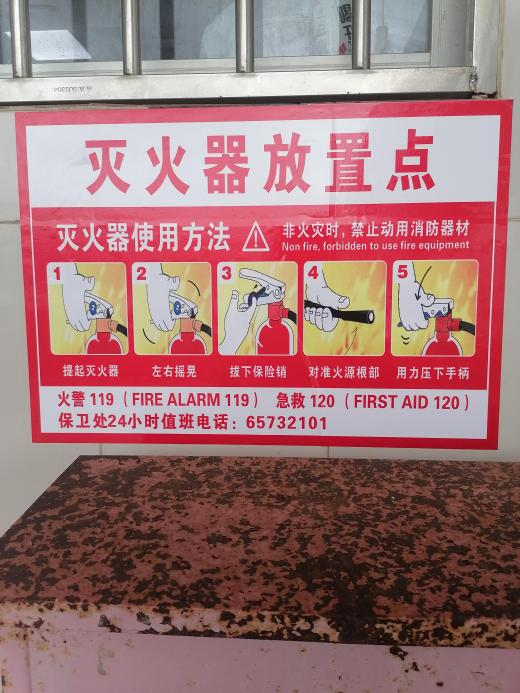 SUS304
灭火器放置点
灭火器使用方法
非火灾时，禁止动用消防器材
Non fire, forbidden to use fire equipment
1 2 3 4 5
提起灭火器 左右摇晃 拔下保险销 对准火源根部 用力压下手柄
火警 119（FIRE ALARM 119） 急救 120（FIRST AID 120）
保卫处24小时值班电话：65732101